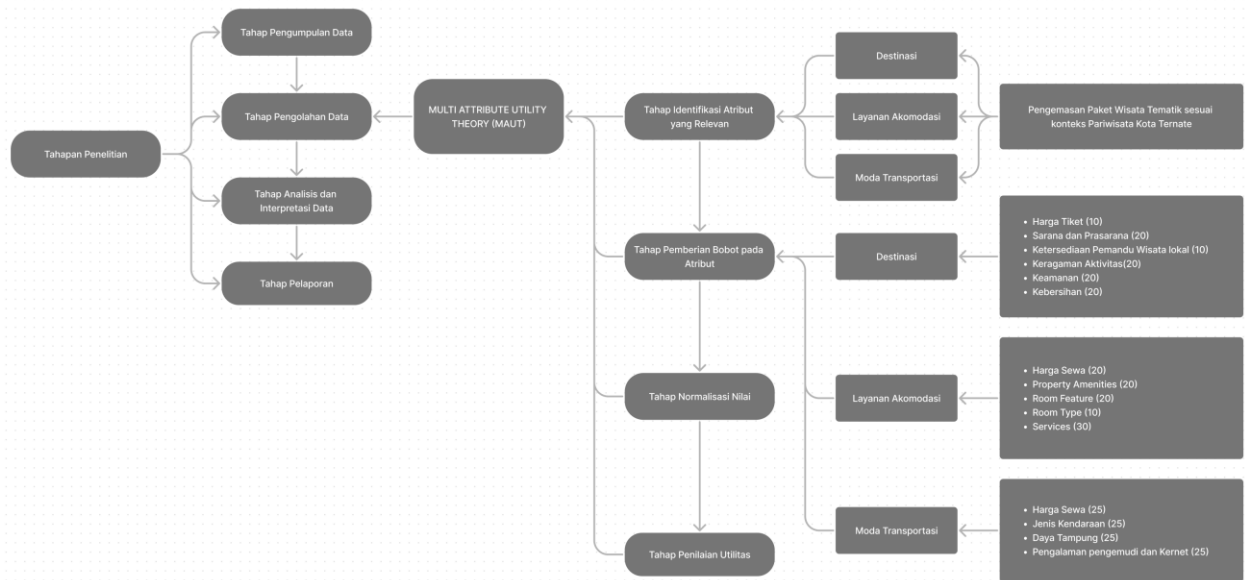 Tahapan Penelitian
Tahap Pengumpulan Data
Tahap Pengolahan Data
Tahap Analisis dan
Interpretasi Data
Tahap Pelaporan
MULTI ATTRIBUTE UTILITY
THEORY (MAUT)
Tahap Identifikasi Atribut
yang Relevan
Tahap Pemberian Bobot pada
Atribut
Tahap Normalisasi Nilai
Tahap Penilaian Utilitas
Destinasi
Layanan Akomodasi
Moda Transportasi
Pengemasan Paket Wisata Tematik sesuai
konteks Pariwisata Kota Ternate
Destinasi
• Harga Tiket (10)
• Sarana dan Prasarana (20)
• Ketersediaan Pemandu Wisata lokal (10)
• Keragaman Aktivitas(20)
• Keamanan (20)
• Kebersihan (20)
Layanan Akomodasi
• Harga Sewa (20)
• Property Amenities (20)
• Room Feature (20)
• Room Type (10)
• Services (30)
Moda Transportasi
• Harga Sewa (25)
• Jenis Kendaraan (25)
• Daya Tampung (25)
• Pengalaman pengemudi dan Kernet (25)